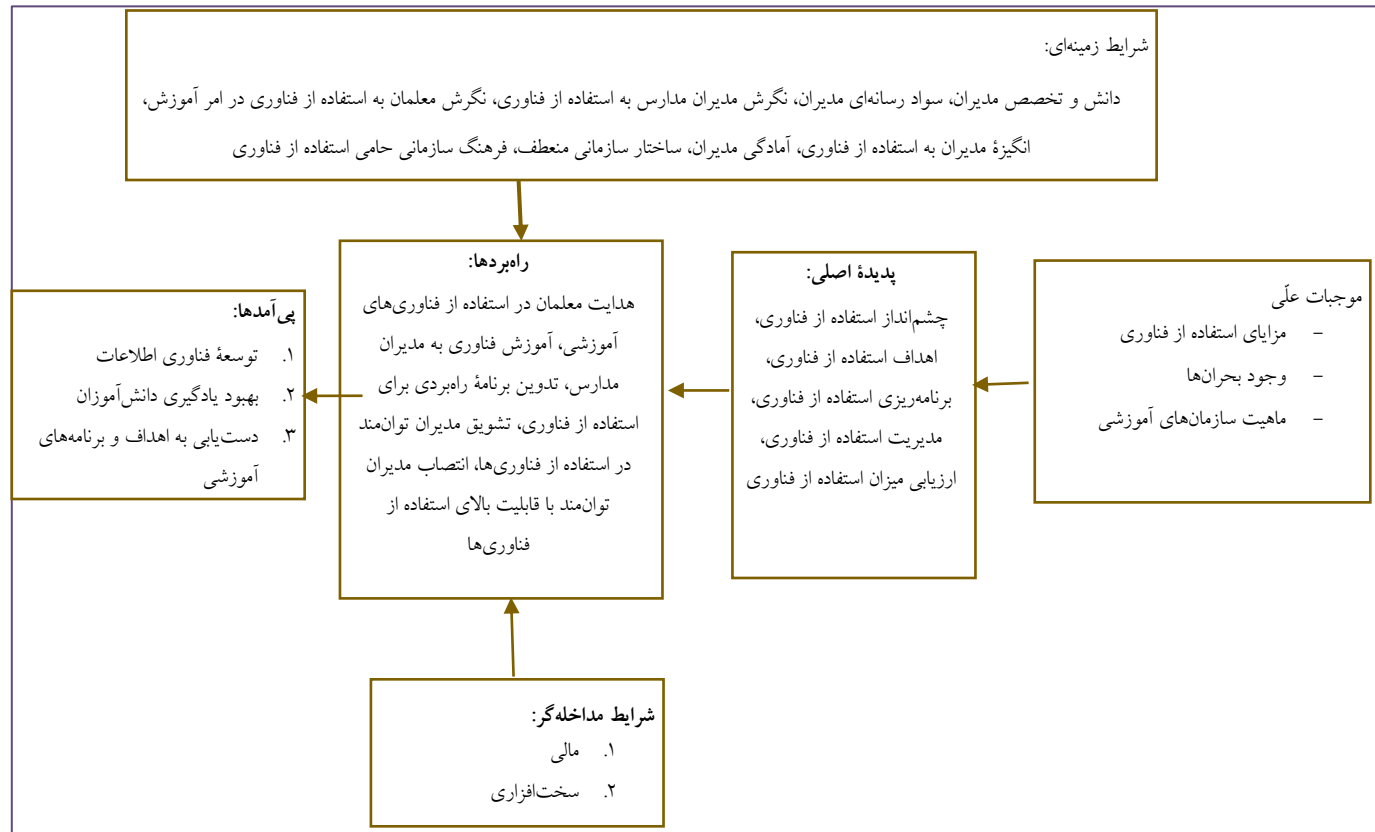 شرایط زمینه‌ای:
دانش و تخصص مدیران، سواد رسانه‌ای مدیران، نگرش مدیران مدارس به استفاده از فناوری، نگرش معلمان به استفاده از فناوری در امر آموزش،
انگیزهٔ مدیران به استفاده از فناوری، آمادگی مدیران، ساختار سازمانی منعطف، فرهنگ سازمانی حامی استفاده از فناوری
موجبات علّی
– مزایای استفاده از فناوری
– وجود بحران‌ها
– ماهیت سازمان‌های آموزشی
پدیدهٔ اصلی:
چشم‌انداز استفاده از فناوری،
اهداف استفاده از فناوری،
برنامه‌ریزی استفاده از فناوری،
مدیریت استفاده از فناوری،
ارزیابی میزان استفاده از فناوری
راه‌بردها:
هدایت معلمان در استفاده از فناوری‌های
آموزشی، آموزش فناوری به مدیران
مدارس، تدوین برنامهٔ راه‌بردی برای
استفاده از فناوری، تشویق مدیران توان‌مند
در استفاده از فناوری‌ها، انتصاب مدیران
توان‌مند با قابلیت بالای استفاده از
فناوری‌ها
پی‌آمدها:
۱. توسعهٔ فناوری اطلاعات
۲. بهبود یادگیری دانش‌آموزان
۳. دست‌یابی به اهداف و برنامه‌های
آموزشی
شرایط مداخله‌گر:
۱. مالی
۲. سخت‌افزاری